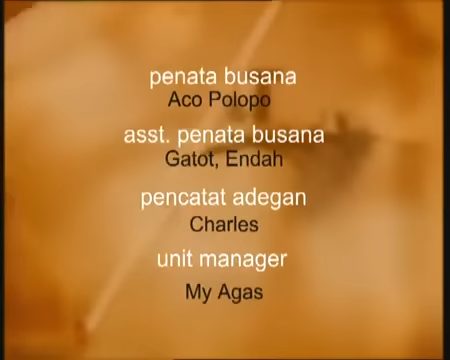 penata busana
Aco Polopo
asst. penata busana
Gatot, Endah
pencatat adegan
Charles
unit manager
My Agas